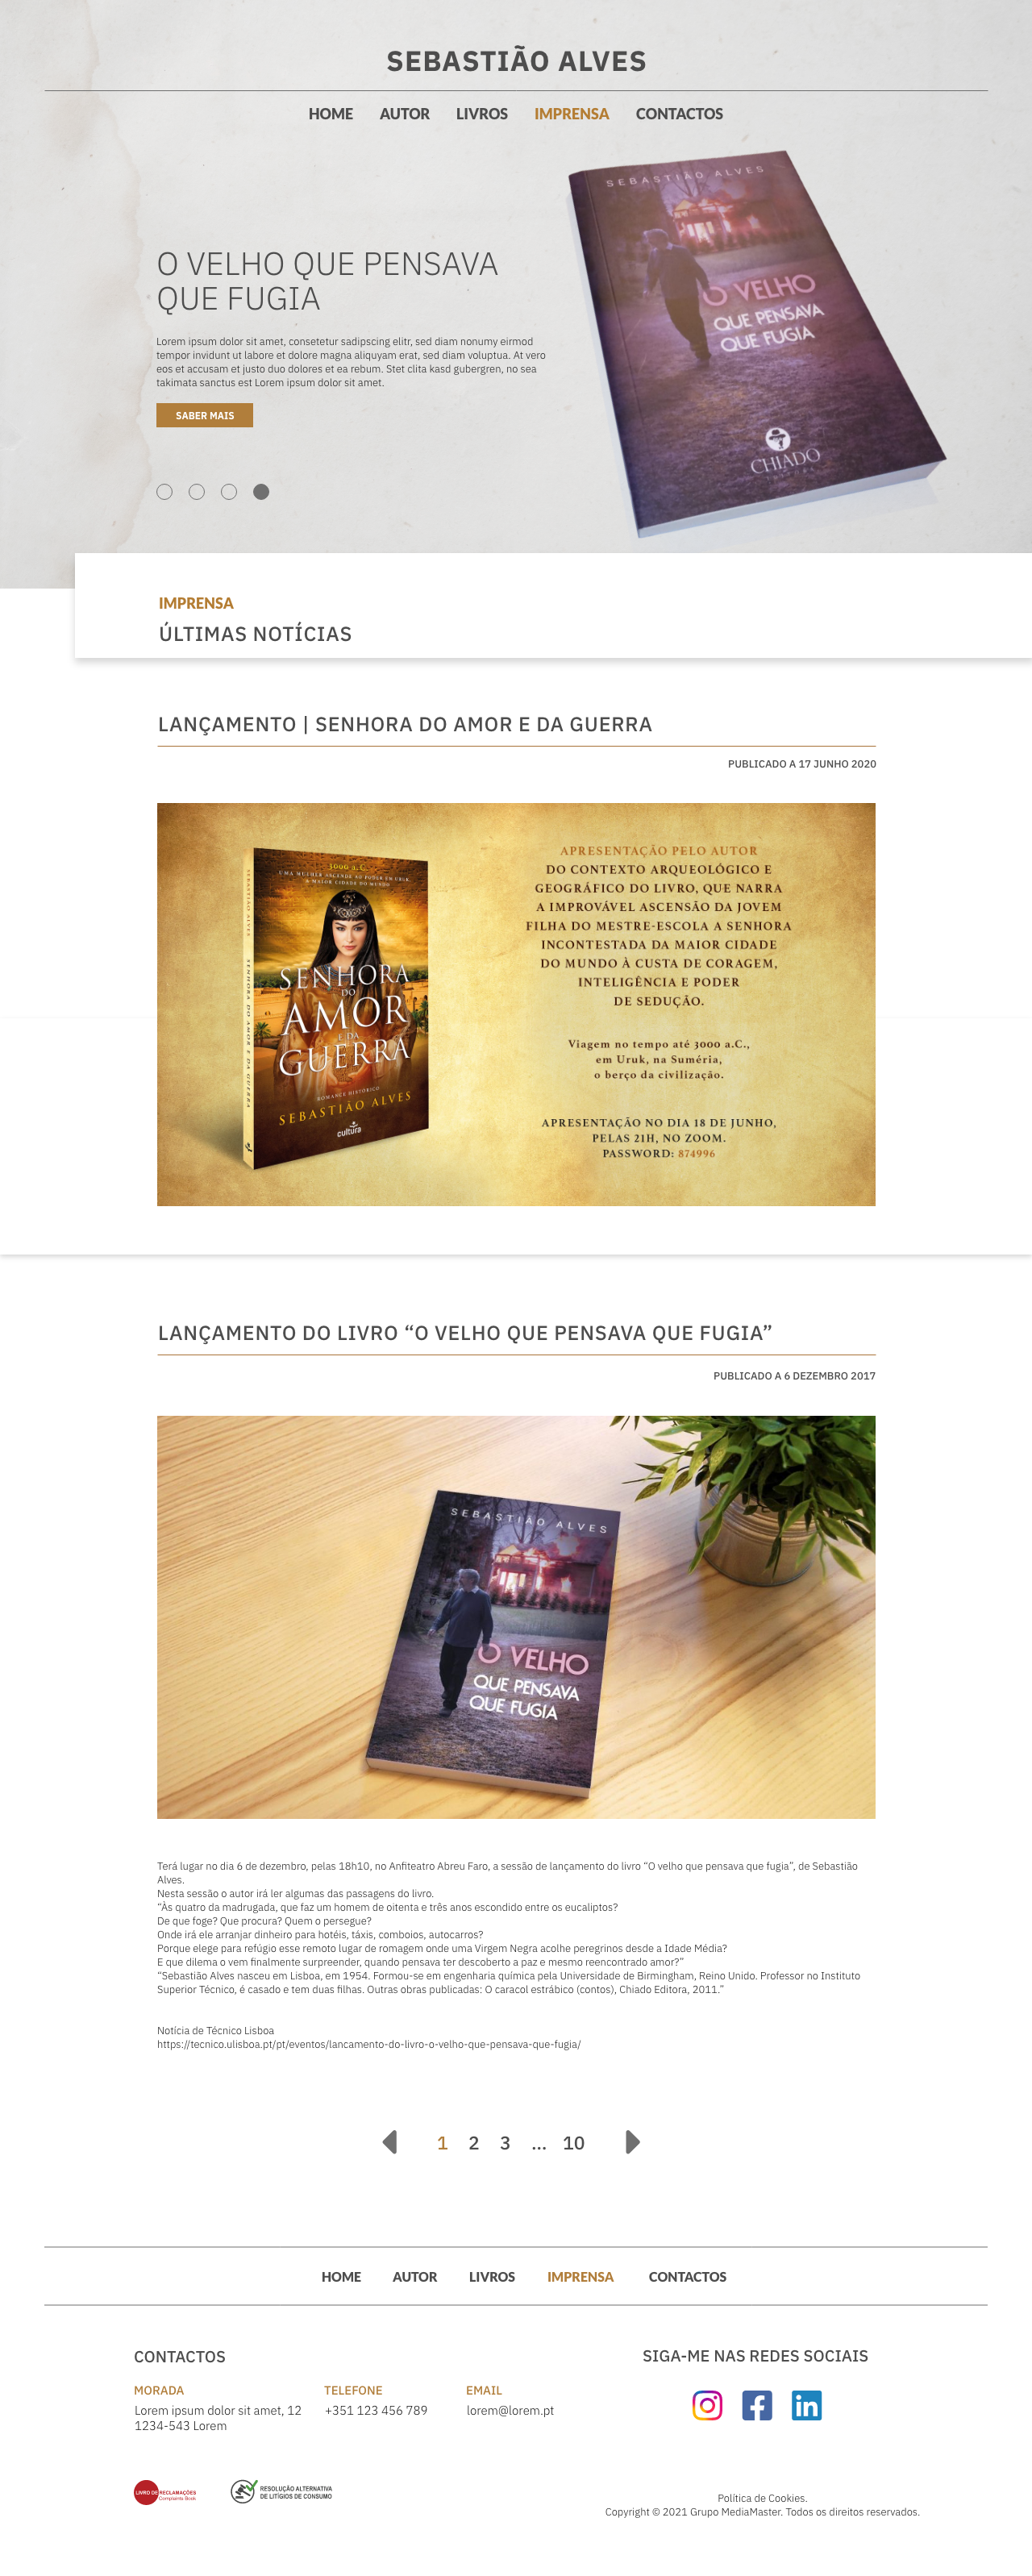 SEBASTIÃO ALVES
HOME AUTOR LIVROS IMPRENSA CONTACTOS
SEBASTIÃO ALVES
O VELHO
QUE PENSAVA
QUE FUGIA
CHIADO
O VELHO QUE PENSAVA
QUE FUGIA
Lorem ipsum dolor sit amet, consetetur sadipscing elitr, sed diam nonumy eirmod
tempor invidunt ut labore et dolore magna aliquyam erat, sed diam voluptua. At vero
eos et accusam et justo duo dolores et ea rebum. Stet clita kasd gubergren, no sea
takimata sanctus est Lorem ipsum dolor sit amet.
SABER MAIS
IMPRENSA
ÚLTIMAS NOTÍCIAS
LANÇAMENTO | SENHORA DO AMOR E DA GUERRA
PUBLICADO A 17 JUNHO 2020
SEBASTIÃO ALVES SENHORA DO AMOR E DA GUERRA
3000 a.C.
UMA MULHER ASCENDE AO PODER EM URUK,
A MAIOR CIDADE DO MUNDO
SENHORA
DO
AMOR
E DA
GUERRA
ROMANCE HISTÓRICO
SEBASTIÃO ALVES
cultura
APRESENTAÇÃO PELO AUTOR
DO CONTEXTO ARQUEOLÓGICO E
GEOGRÁFICO DO LIVRO, QUE NARRA
A IMPROVÁVEL ASCENSÃO DA JOVEM
FILHA DO MESTRE-ESCOLA A SENHORA
INCONTESTADA DA MAIOR CIDADE
DO MUNDO À CUSTA DE CORAGEM,
INTELIGÊNCIA E PODER
DE SEDUÇÃO.
Viagem no tempo até 3000 a.C.,
em Uruk, na Suméria,
o berço da civilização.
APRESENTAÇÃO NO DIA 18 DE JUNHO,
PELAS 21H, NO ZOOM.
PASSWORD: 874996
LANÇAMENTO DO LIVRO “O VELHO QUE PENSAVA QUE FUGIA”
PUBLICADO A 6 DEZEMBRO 2017
SEBASTIÃO ALVES
O VELHO
QUE PENSAVA
QUE FUGIA
Terá lugar no dia 6 de dezembro, pelas 18h10, no Anfiteatro Abreu Faro, a sessão de lançamento do livro “O velho que pensava que fugia”, de Sebastião
Alves.
Nesta sessão o autor irá ler algumas das passagens do livro.
“Às quatro da madrugada, que faz um homem de oitenta e três anos escondido entre os eucaliptos?
De que foge? Que procura? Quem o persegue?
Onde irá ele arranjar dinheiro para hotéis, táxis, comboios, autocarros?
Porque elege para refúgio esse remoto lugar de romagem onde uma Virgem Negra acolhe peregrinos desde a Idade Média?
E que dilema o vem finalmente surpreender, quando pensava ter descoberto a paz e mesmo reencontrado amor?”
“Sebastião Alves nasceu em Lisboa, em 1954. Formou-se em engenharia química pela Universidade de Birmingham, Reino Unido. Professor no Instituto
Superior Técnico, é casado e tem duas filhas. Outras obras publicadas: O caracol estrábico (contos), Chiado Editora, 2011.”
Notícia de Técnico Lisboa
https://tecnico.ulisboa.pt/pt/eventos/lancamento-do-livro-o-velho-que-pensava-que-fugia/
1 2 3 ... 10
HOME AUTOR LIVROS IMPRENSA CONTACTOS
CONTACTOS
MORADA
Lorem ipsum dolor sit amet, 12
1234-543 Lorem
TELEFONE
+351 123 456 789
EMAIL
lorem@lorem.pt
SIGA-ME NAS REDES SOCIAIS
LIVRO DE RECLAMAÇÕES
Complaints Book
RESOLUÇÃO ALTERNATIVA
DE LITÍGIOS DE CONSUMO
Política de Cookies.
Copyright © 2021 Grupo MediaMaster. Todos os direitos reservados.